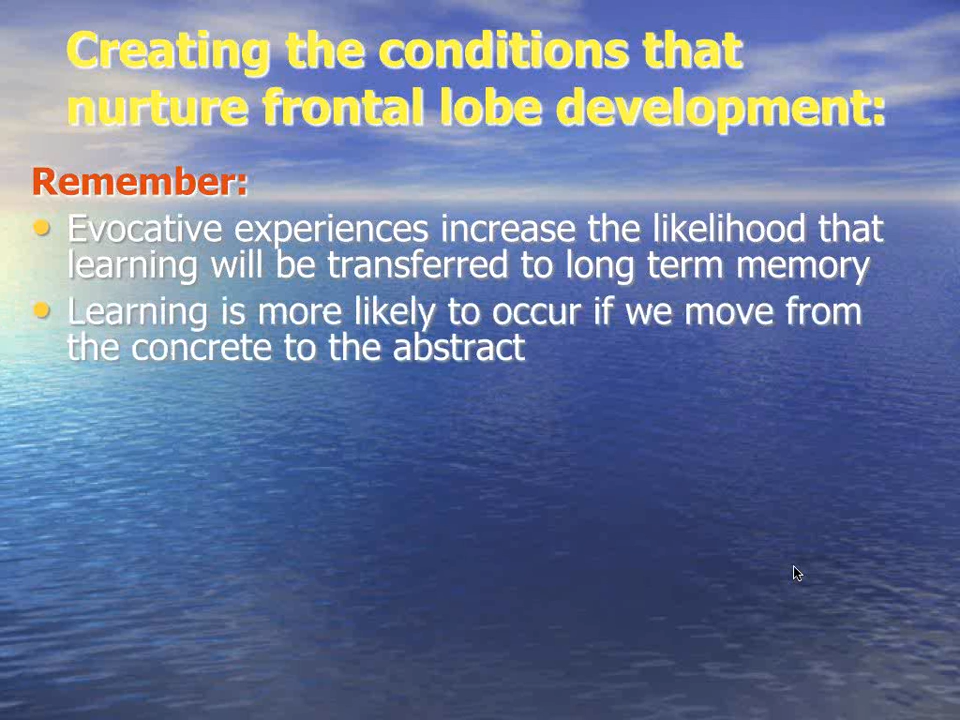 Creating the conditions that
nurture frontal lobe development:
Remember:
• Evocative experiences increase the likelihood that
learning will be transferred to long term memory
• Learning is more likely to occur if we move from
the concrete to the abstract